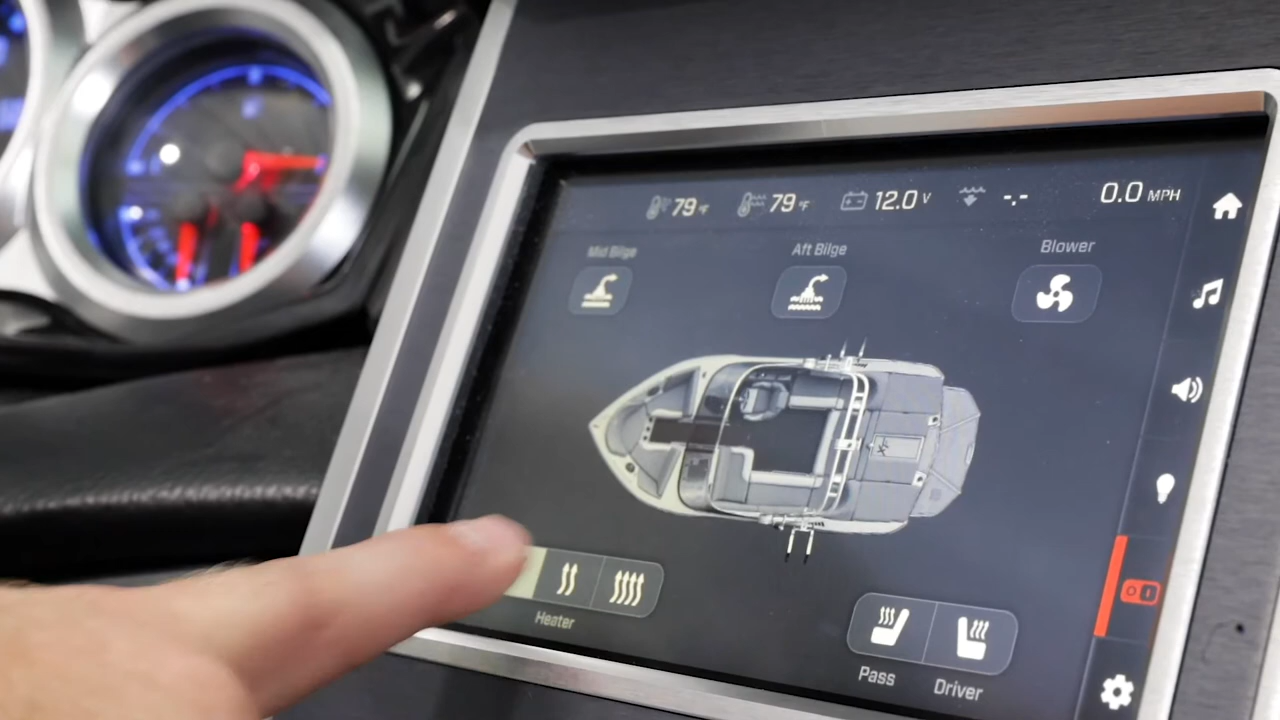 79 °F 79 °F 12.0 V -.- 0.0 MPH
Mid Bilge Aft Bilge Blower
Heater
Pass Driver